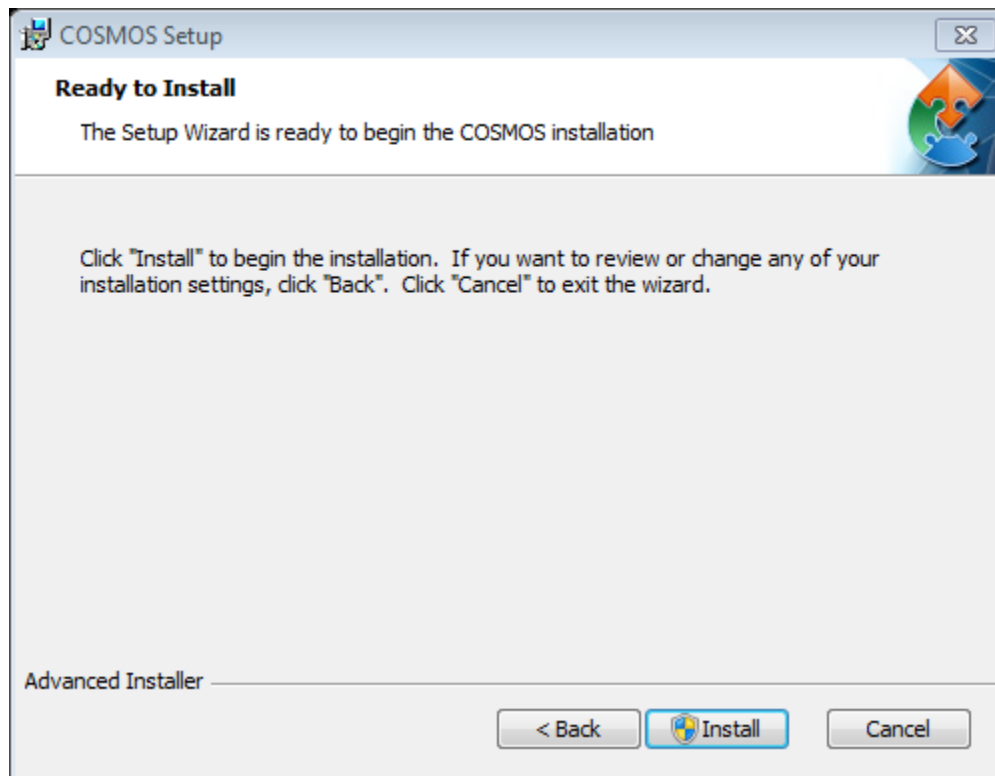 COSMOS Setup
Ready to Install
The Setup Wizard is ready to begin the COSMOS installation
Click "Install" to begin the installation.  If you want to review or change any of your
installation settings, click "Back".  Click "Cancel" to exit the wizard.
Advanced Installer
< Back Install Cancel